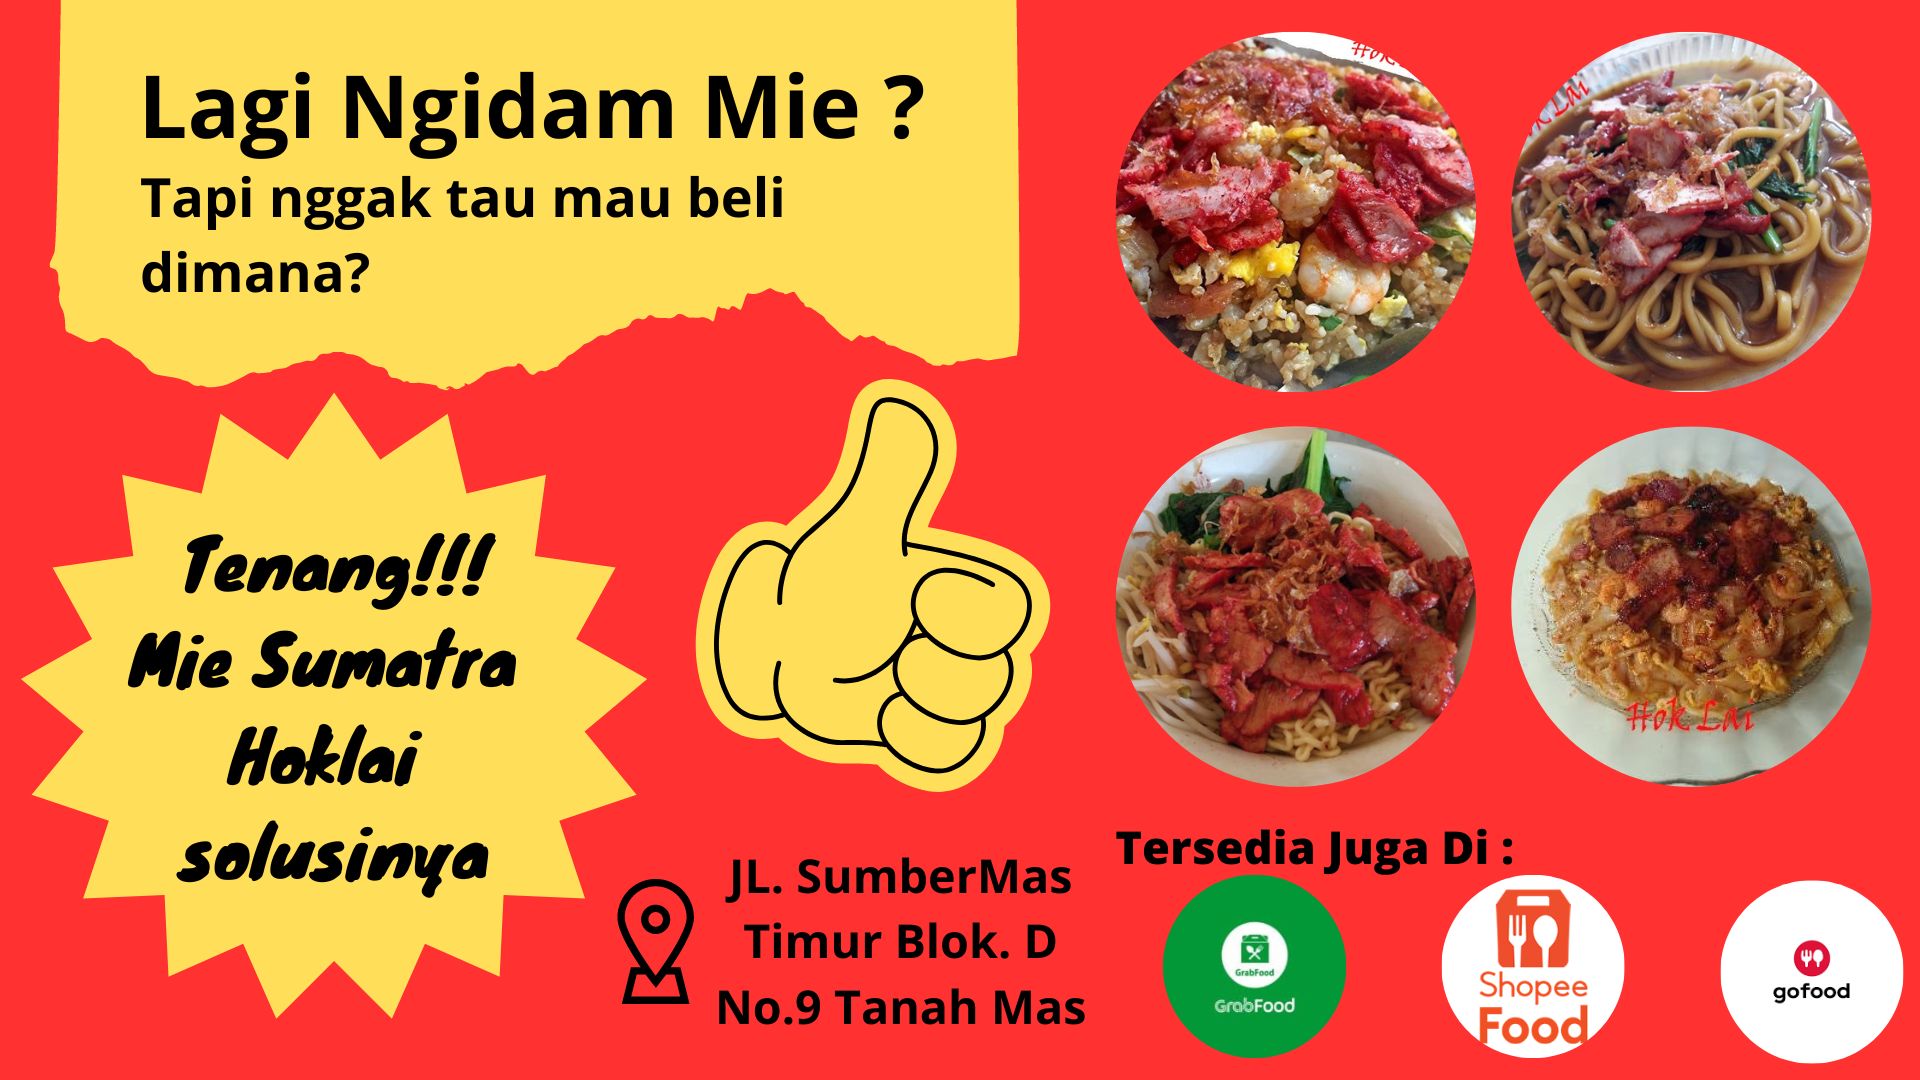 Lagi Ngidam Mie ?
Tapi nggak tau mau beli
dimana?
Tenang!!!
Mie Sumatra
Hoklai
solusinya
JL. SumberMas
Timur Blok. D
No.9 Tanah Mas
Hok Lai
Tersedia Juga Di :
GrabFood
GrabFood
Shopee
Food
gofood